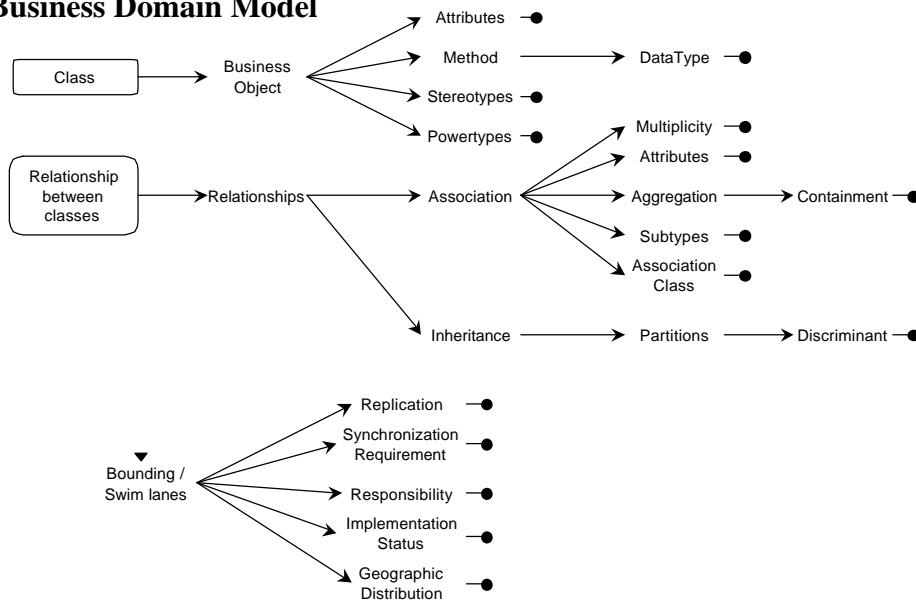 Business Domain Model
Class
Business
Object
Attributes
Method
DataType
Stereotypes
Powertypes
Relationship
between
classes
Relationships
Association
Multiplicity
Attributes
Aggregation
Containment
Subtypes
Association
Class
Inheritance
Partitions
Discriminant
Bounding /
Swim lanes
Replication
Synchronization
Requirement
Responsibility
Implementation
Status
Geographic
Distribution